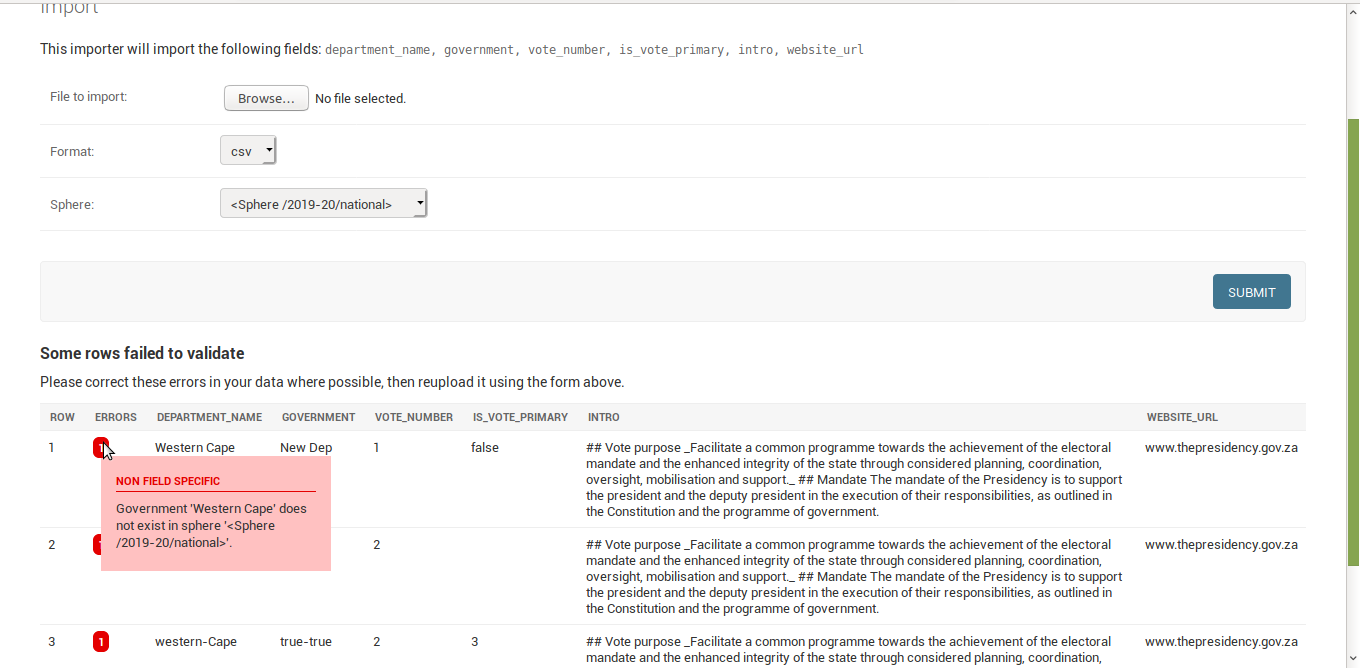 Import
This importer will import the following fields: department_name, government, vote_number, is_vote_primary, intro, website_url
File to import:
Browse... No file selected.
Format:
csv
Sphere:
<Sphere /2019-20/national>
SUBMIT
Some rows failed to validate
Please correct these errors in your data where possible, then reupload it using the form above.
ROW ERRORS DEPARTMENT_NAME GOVERNMENT VOTE_NUMBER IS_VOTE_PRIMARY INTRO WEBSITE_URL
1 1 Western Cape New Dep 1 false ## Vote purpose _Facilitate a common programme towards the achievement of the electoral www.thepresidency.gov.za
mandate and the enhanced integrity of the state through considered planning, coordination,
oversight, mobilisation and support._ ## Mandate The mandate of the Presidency is to support
the president and the deputy president in the execution of their responsibilities, as outlined in
the Constitution and the programme of government.
NON FIELD SPECIFIC
Government 'Western Cape' does
not exist in sphere '<Sphere
/2019-20/national>'.
2 2 ## Vote purpose _Facilitate a common programme towards the achievement of the electoral www.thepresidency.gov.za
mandate and the enhanced integrity of the state through considered planning, coordination,
oversight, mobilisation and support._ ## Mandate The mandate of the Presidency is to support
the president and the deputy president in the execution of their responsibilities, as outlined in
the Constitution and the programme of government.
3 1 western-Cape true-true 2 3 ## Vote purpose _Facilitate a common programme towards the achievement of the electoral www.thepresidency.gov.za
mandate and the enhanced integrity of the state through considered planning, coordination,